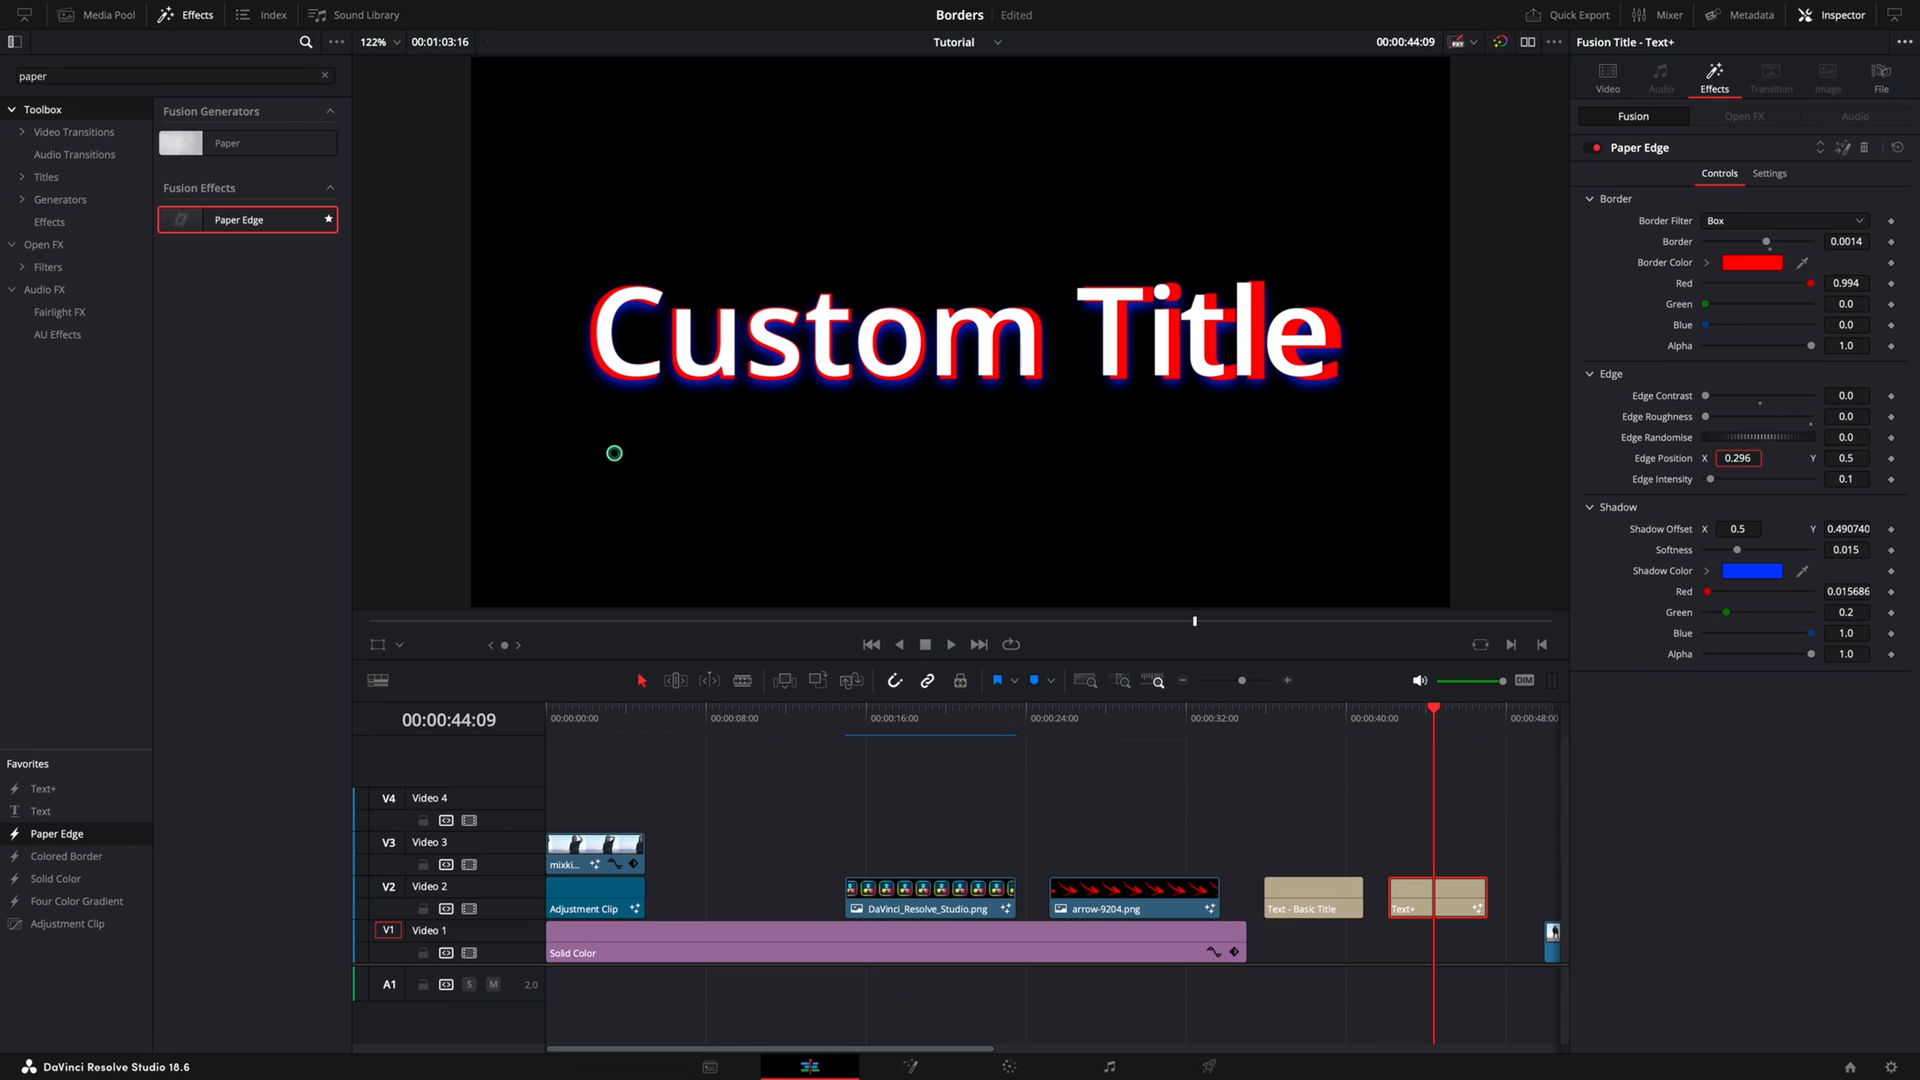 Media Pool
Effects
Index
Sound Library
Borders
Edited
Quick Export
Mixer
Metadata
Inspector
122%
00:01:03:16
Tutorial
00:00:44:09
Fusion Title - Text+
paper
Video
Audio
Effects
Transition
Image
File
Toolbox
Video Transitions
Audio Transitions
Titles
Generators
Effects
Open FX
Filters
Audio FX
Fairlight FX
AU Effects
Fusion Generators
Paper
Fusion Effects
Paper Edge
Custom Title
Fusion
Open FX
Audio
Paper Edge
Controls
Settings
Border
Border Filter
Box
Border
0.0014
Border Color
Red
0.994
Green
0.0
Blue
0.0
Alpha
1.0
Edge
Edge Contrast
0.0
Edge Roughness
0.0
Edge Randomise
0.0
Edge Position
X
0.296
Y
0.5
Edge Intensity
0.1
Shadow
Shadow Offset
X
0.5
Y
0.490740
Softness
0.015
Shadow Color
Red
0.015686
Green
0.2
Blue
1.0
Alpha
1.0
DIM
00:00:44:09
00:00:00:00
00:00:08:00
00:00:16:00
00:00:24:00
00:00:32:00
00:00:40:00
00:00:48:00
Favorites
Text+
Text
Paper Edge
Colored Border
Solid Color
Four Color Gradient
Adjustment Clip
V4
Video 4
V3
Video 3
mixki...
V2
Video 2
Adjustment Clip
DaVinci_Resolve_Studio.png
arrow-9204.png
Text - Basic Title
Text+
V1
Video 1
Solid Color
A1
S
M
2.0
DaVinci Resolve Studio 18.6